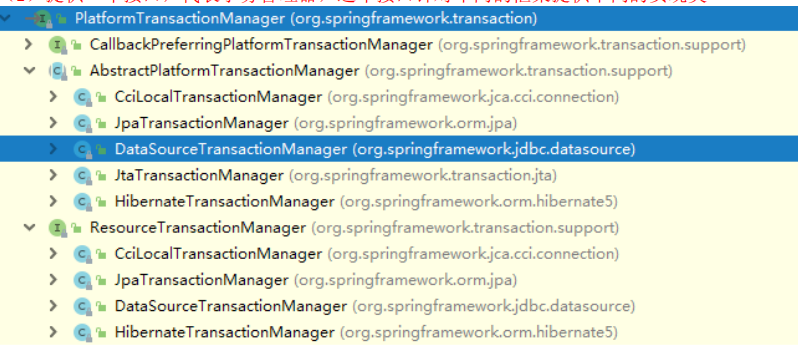 PlatformTransactionManager (org.springframework.transaction)
CallbackPreferringPlatformTransactionManager (org.springframework.transaction.support)
AbstractPlatformTransactionManager (org.springframework.transaction.support)
CciLocalTransactionManager (org.springframework.jca.cci.connection)
JpaTransactionManager (org.springframework.orm.jpa)
DataSourceTransactionManager (org.springframework.jdbc.datasource)
JtaTransactionManager (org.springframework.transaction.jta)
HibernateTransactionManager (org.springframework.orm.hibernate5)
ResourceTransactionManager (org.springframework.transaction.support)
CciLocalTransactionManager (org.springframework.jca.cci.connection)
JpaTransactionManager (org.springframework.orm.jpa)
DataSourceTransactionManager (org.springframework.jdbc.datasource)
HibernateTransactionManager (org.springframework.orm.hibernate5)